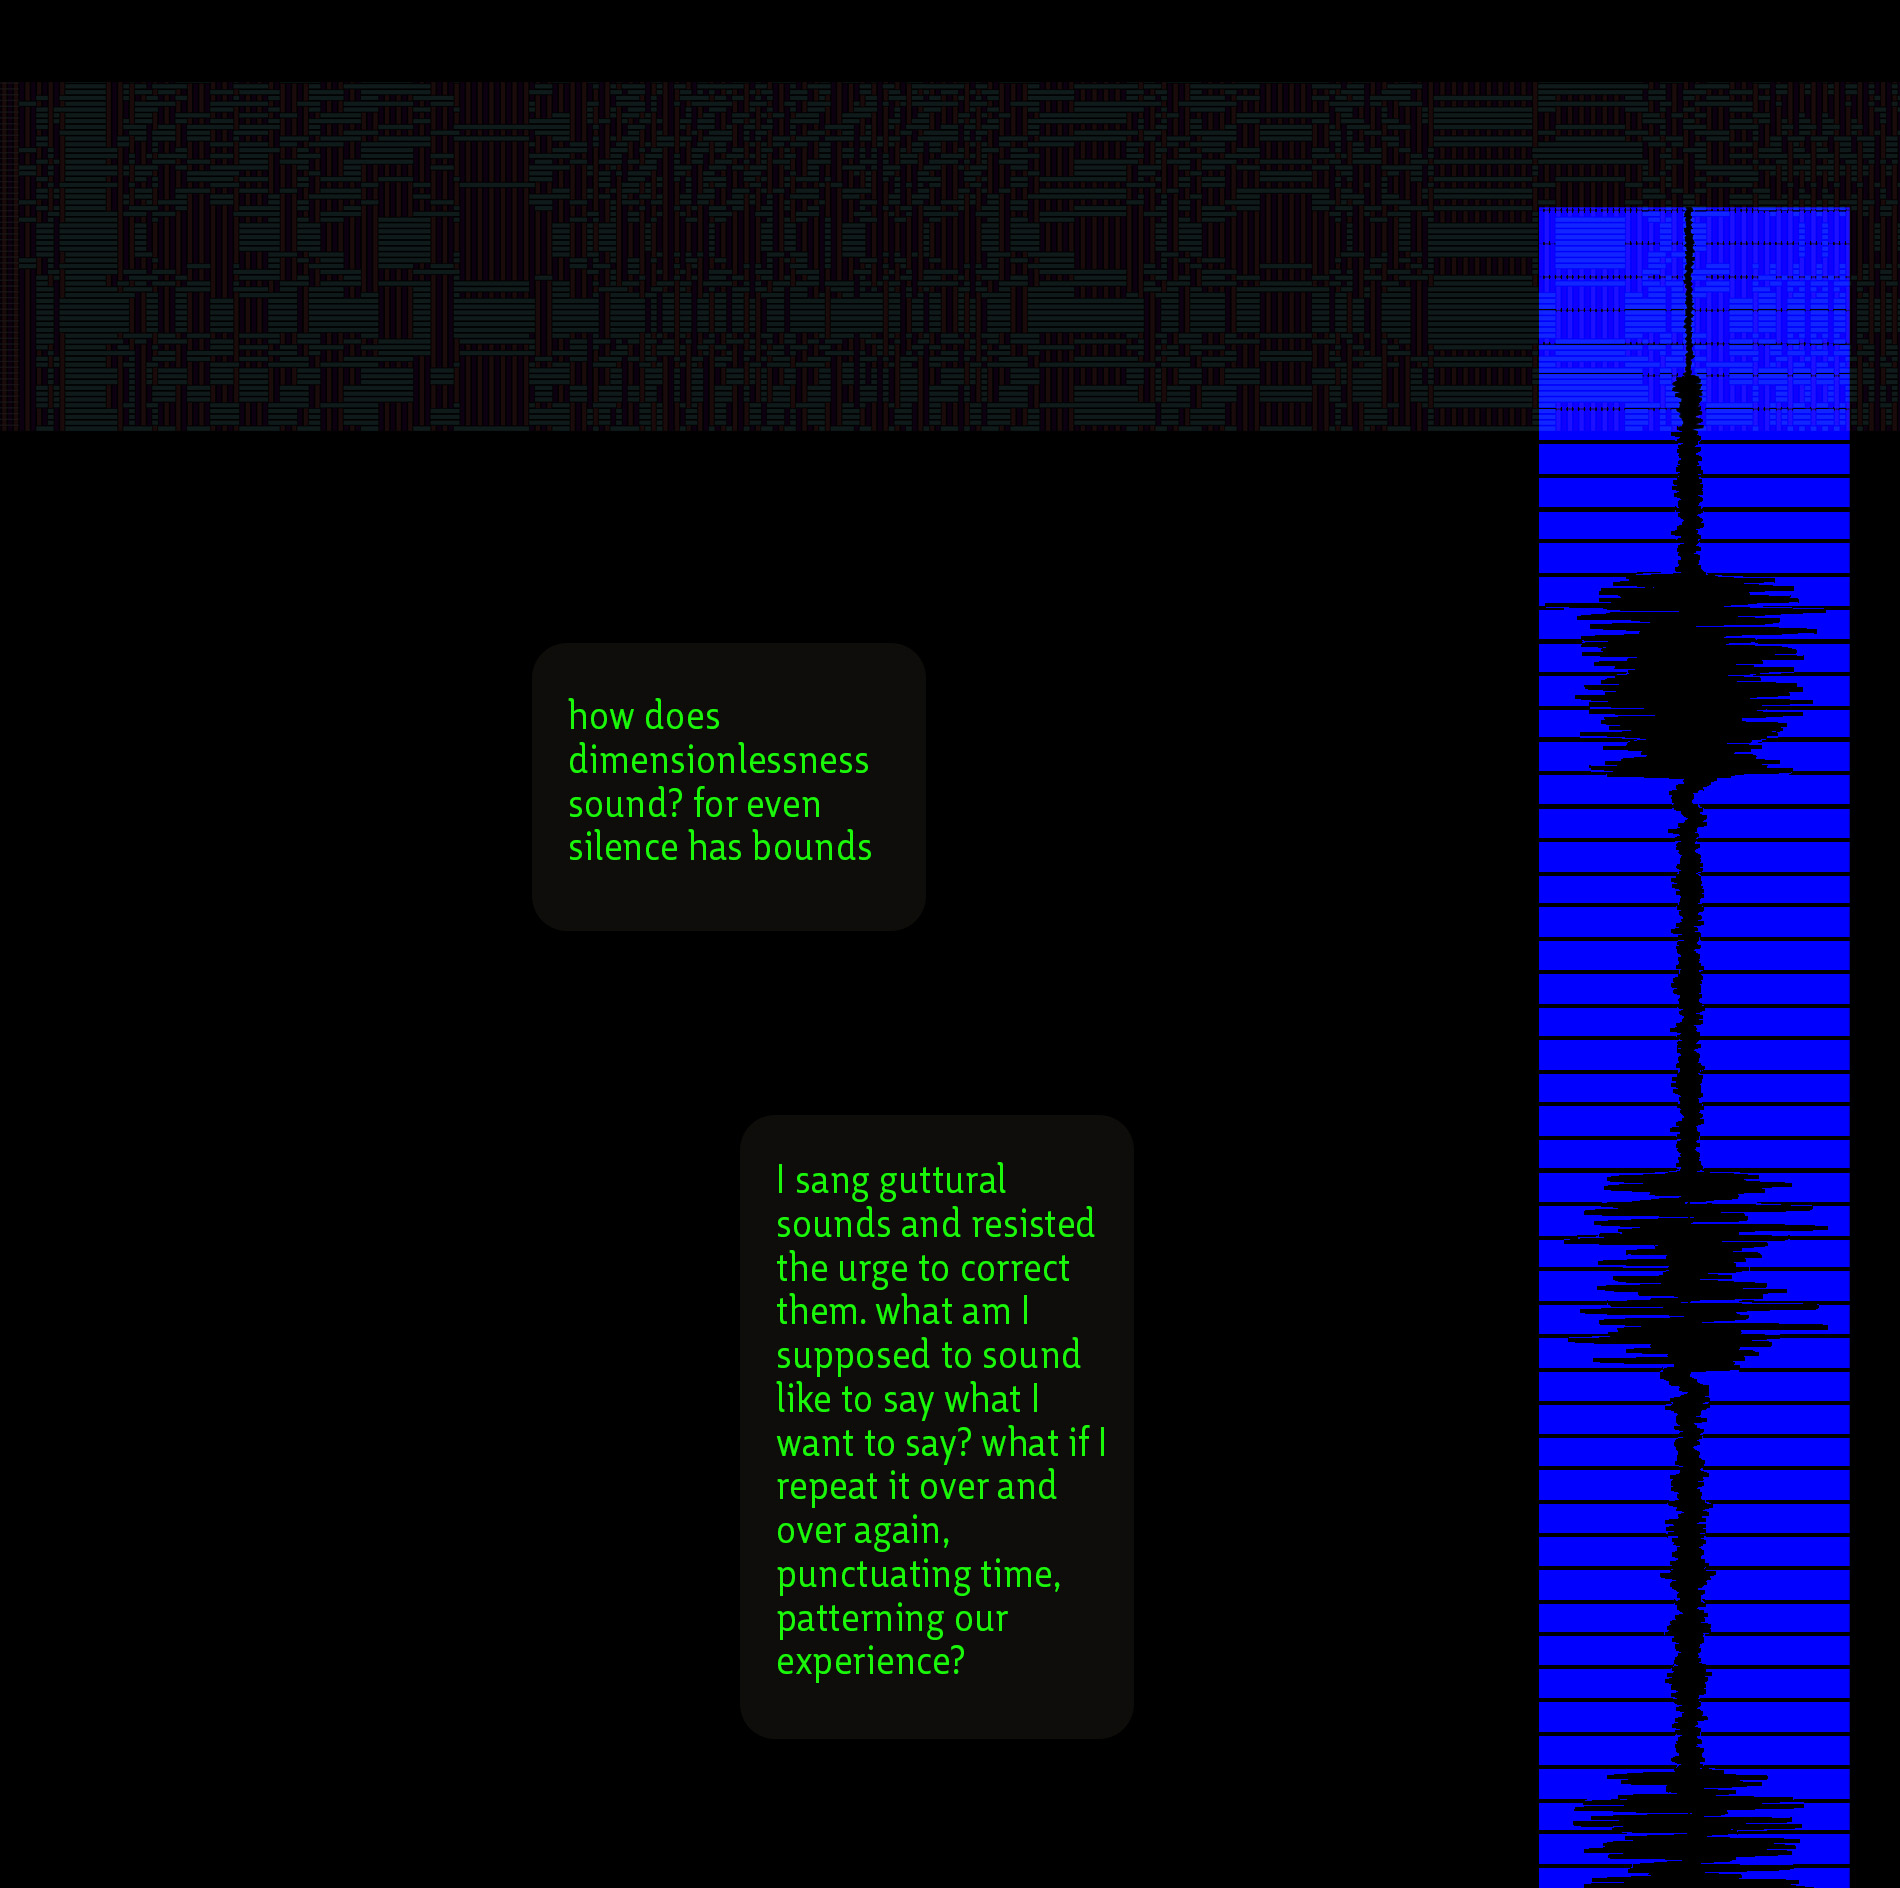 how does
dimensionlessness
sound? for even
silence has bounds
I sang guttural
sounds and resisted
the urge to correct
them. what am I
supposed to sound
like to say what I
want to say? what if I
repeat it over and
over again,
punctuating time,
patterning our
experience?